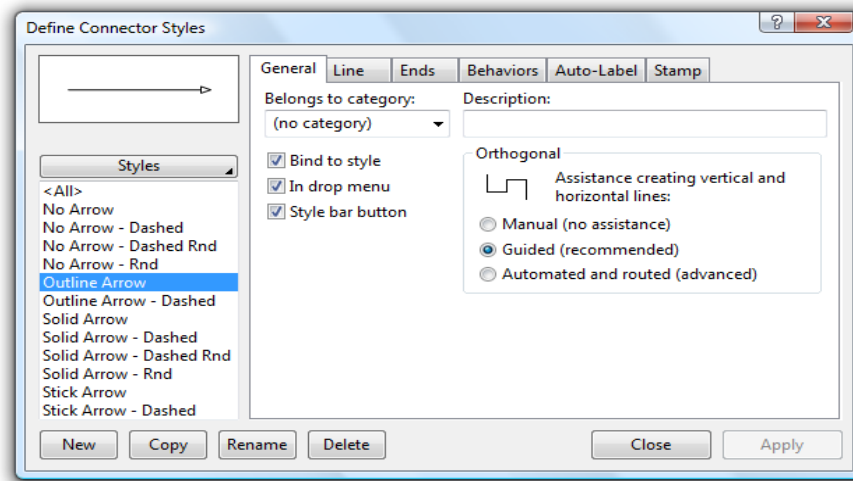 Define Connector Styles
?
General Line Ends Behaviors Auto-Label Stamp
Belongs to category: Description:
(no category)
Styles
<All>
No Arrow
No Arrow - Dashed
No Arrow - Dashed Rnd
No Arrow - Rnd
Outline Arrow
Outline Arrow - Dashed
Solid Arrow
Solid Arrow - Dashed
Solid Arrow - Dashed Rnd
Solid Arrow - Rnd
Stick Arrow
Stick Arrow - Dashed
Bind to style
In drop menu
Style bar button
Orthogonal
Assistance creating vertical and
horizontal lines:
Manual (no assistance)
Guided (recommended)
Automated and routed (advanced)
New Copy Rename Delete Close Apply